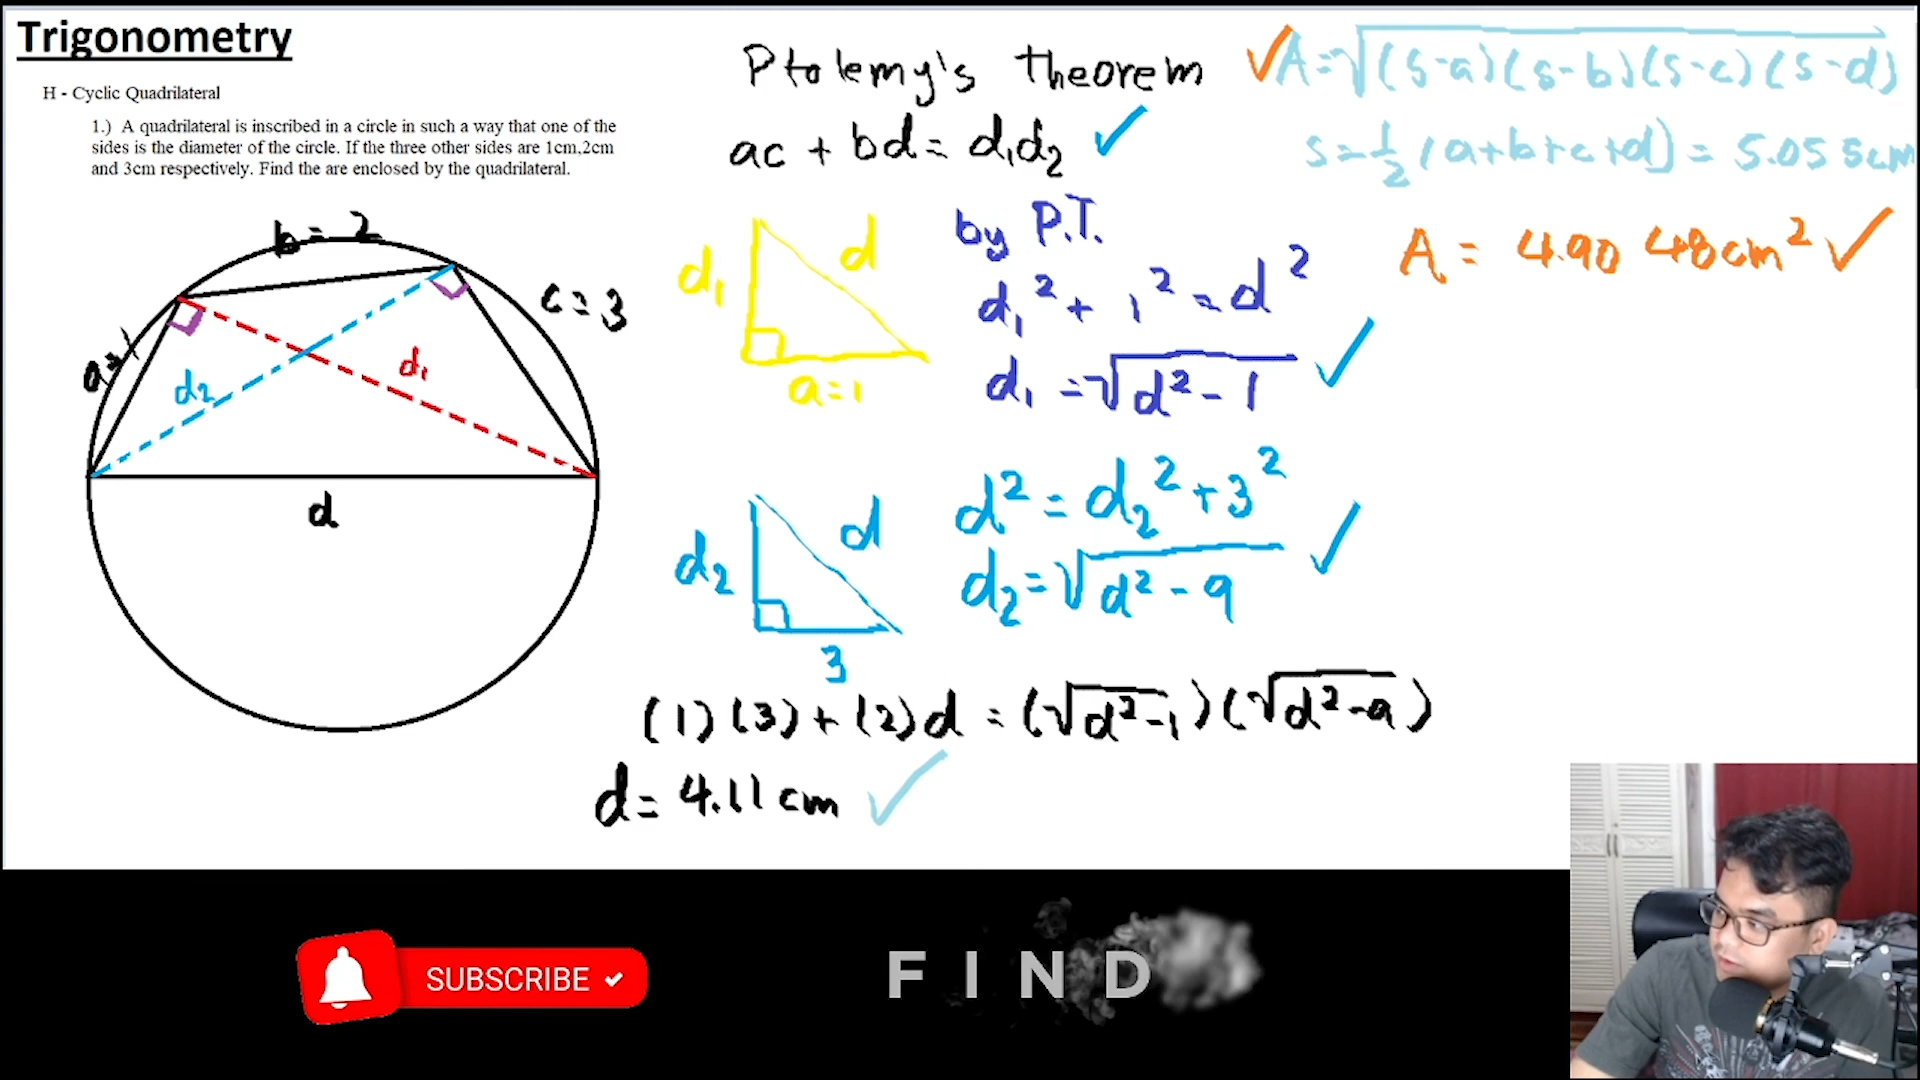 Trigonometry
H - Cyclic Quadrilateral
1.) A quadrilateral is inscribed in a circle in such a way that one of the
sides is the diameter of the circle. If the three other sides are 1cm,2cm
and 3cm respectively. Find the are enclosed by the quadrilateral.
b = 2
c = 3
a = 1
d₂
d₁
d
Ptolemy's theorem
ac + bd = d₁d₂ ✓
d₁
d
a = 1
by P.T.
d₁² + 1² = d²
d₁ = √(d² - 1) ✓
d₂
d
3
d² = d₂² + 3²
d₂ = √(d² - 9) ✓
(1)(3) + (2)d = (√(d² - 1))(√(d² - 9))
d = 4.11 cm ✓
✓ A = √((s-a)(s-b)(s-c)(s-d))
s = ½ (a+b+c+d) = 5.055cm
A = 4.9048cm² ✓
SUBSCRIBE
FIND